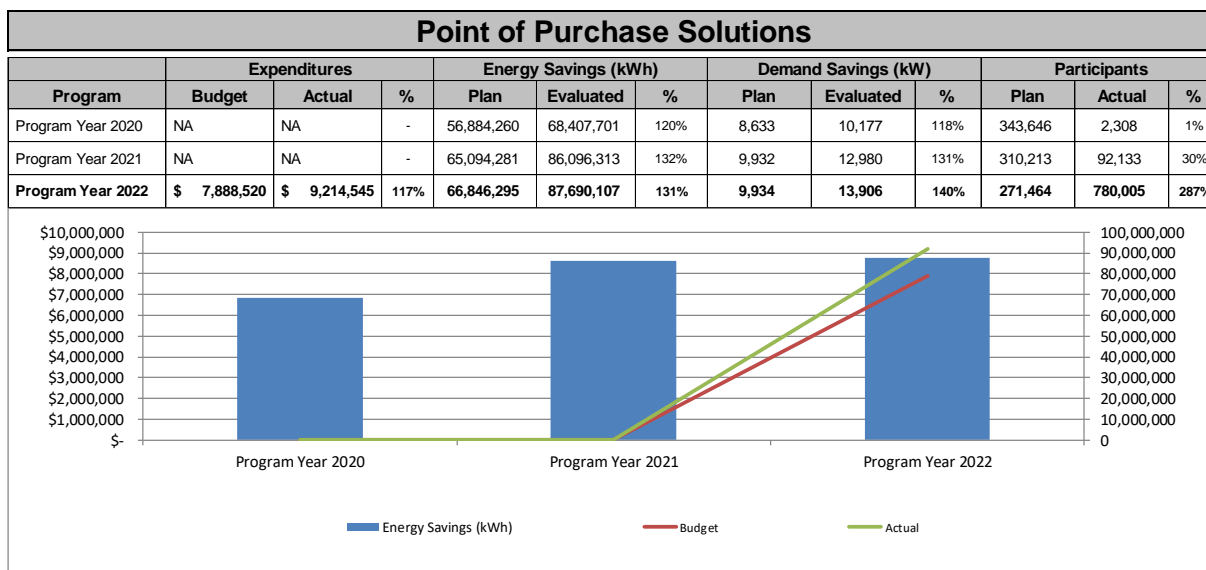 Point of Purchase Solutions
Expenditures Energy Savings (kWh) Demand Savings (kW) Participants
Program Budget Actual % Plan Evaluated % Plan Evaluated % Plan Actual %
Program Year 2020 NA NA - 56,884,260 68,407,701 120% 8,633 10,177 118% 343,646 2,308 1%
Program Year 2021 NA NA - 65,094,281 86,096,313 132% 9,932 12,980 131% 310,213 92,133 30%
Program Year 2022 $ 7,888,520 $ 9,214,545 117% 66,846,295 87,690,107 131% 9,934 13,906 140% 271,464 780,005 287%
$10,000,000 100,000,000
$9,000,000 90,000,000
$8,000,000 80,000,000
$7,000,000 70,000,000
$6,000,000 60,000,000
$5,000,000 50,000,000
$4,000,000 40,000,000
$3,000,000 30,000,000
$2,000,000 20,000,000
$1,000,000 10,000,000
$- 0
Program Year 2020 Program Year 2021 Program Year 2022
Energy Savings (kWh) Budget Actual